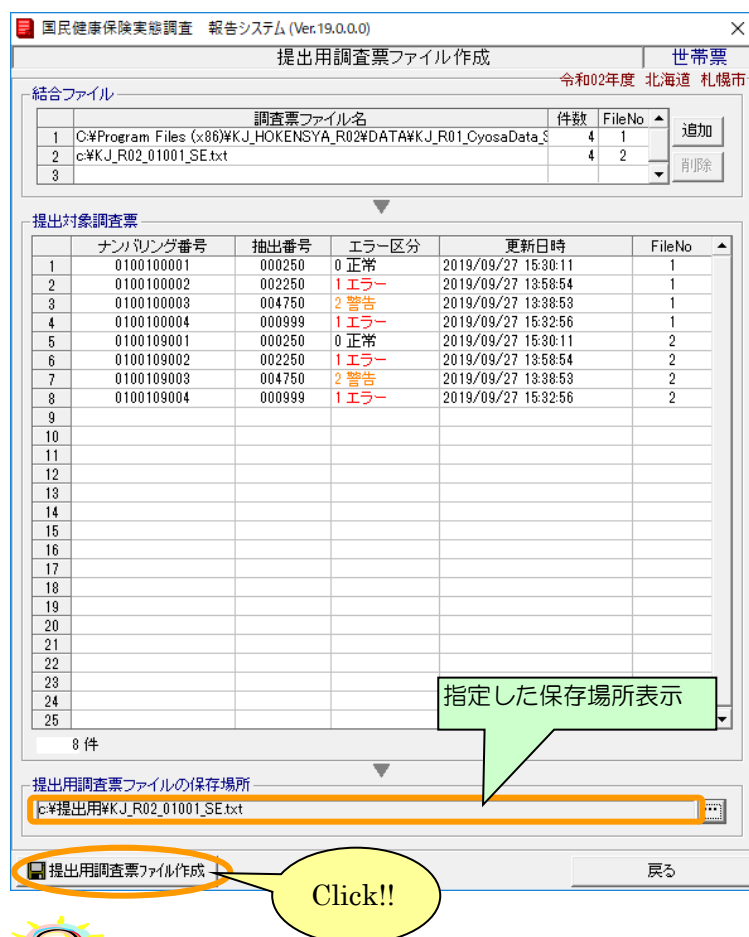 国民健康保険実態調査 報告システム (Ver.19.0.0.0)
提出用調査票ファイル作成 世帯票
令和02年度 北海道 札幌市
結合ファイル
調査票ファイル名 件数 FileNo
1 C:¥Program Files (x86)¥KJ_HOKENSYA_R02¥DATA¥KJ_R01_CyosaData_S 4 1 追加
2 c:¥KJ_R02_01001_SE.txt 4 2
3 削除
提出対象調査票
ナンバリング番号 抽出番号 エラー区分 更新日時 FileNo
1 0100100001 000250 0 正常 2019/09/27 15:30:11 1
2 0100100002 002250 1 エラー 2019/09/27 13:58:54 1
3 0100100003 004750 2 警告 2019/09/27 13:38:53 1
4 0100100004 000999 1 エラー 2019/09/27 15:32:56 1
5 0100109001 000250 0 正常 2019/09/27 15:30:11 2
6 0100109002 002250 1 エラー 2019/09/27 13:58:54 2
7 0100109003 004750 2 警告 2019/09/27 13:38:53 2
8 0100109004 000999 1 エラー 2019/09/27 15:32:56 2
9
10
11
12
13
14
15
16
17
18
19
20
21
22
23
24
25
指定した保存場所表示
8 件
提出用調査票ファイルの保存場所
c:¥提出用¥KJ_R02_01001_SE.txt ...
提出用調査票ファイル作成 戻る
Click!!